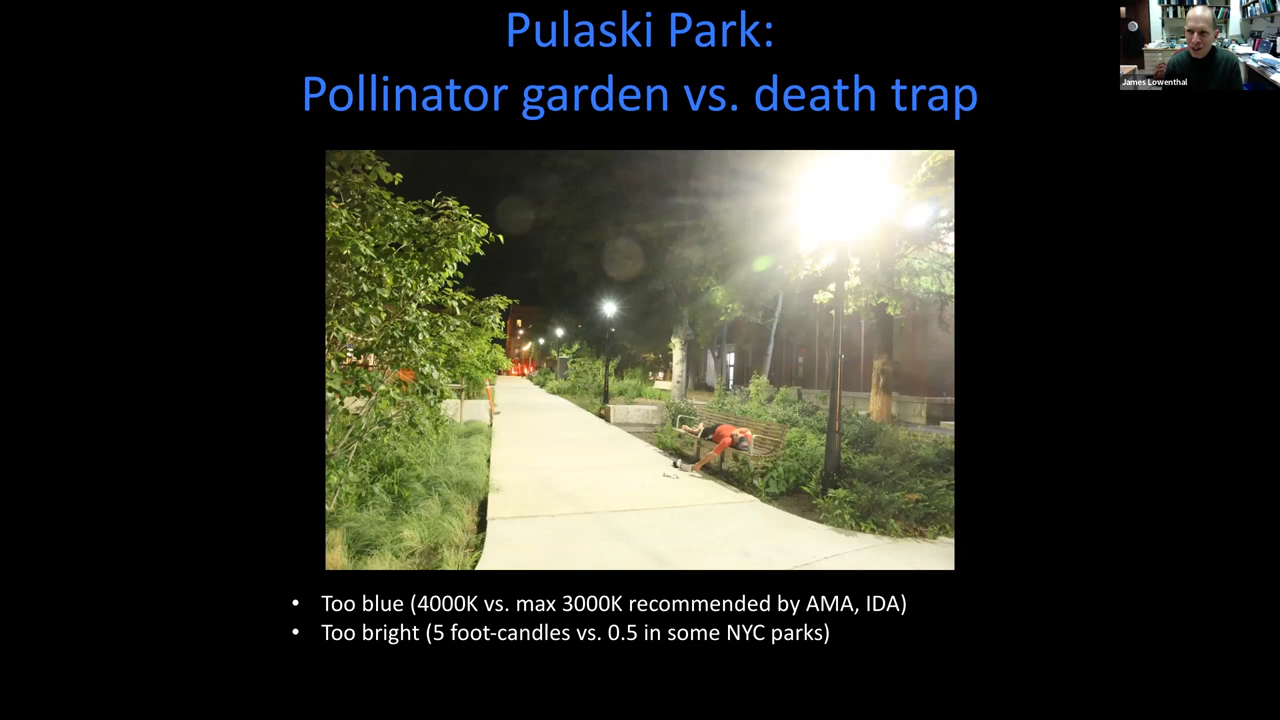 Pulaski Park:
Pollinator garden vs. death trap
James Lowenthal
• Too blue (4000K vs. max 3000K recommended by AMA, IDA)
• Too bright (5 foot-candles vs. 0.5 in some NYC parks)